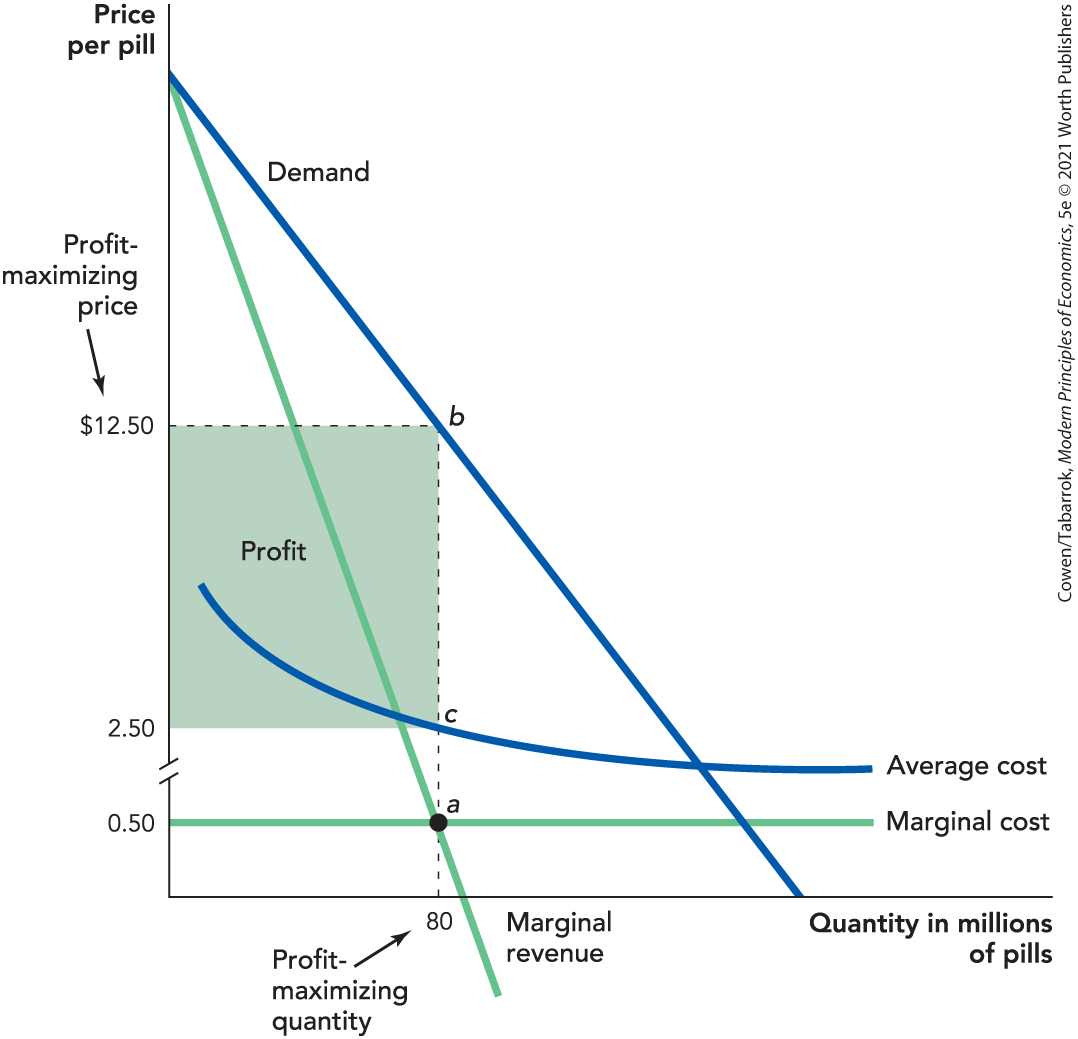 Price
per pill
Demand
Profit-
maximizing
price
$12.50
b
Profit
2.50
c
Average cost
0.50
a
Marginal cost
80
Marginal
revenue
Quantity in millions
of pills
Profit-
maximizing
quantity
Cowen/Tabarrok, Modern Principles of Economics, 5e © 2021 Worth Publishers